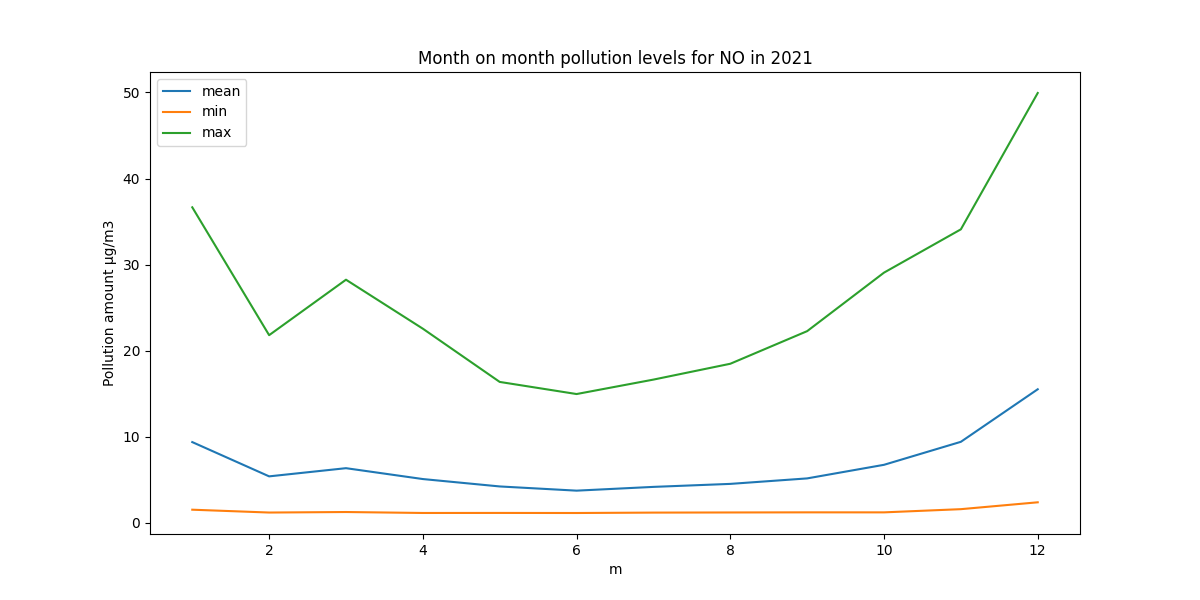 Month on month pollution levels for NO in 2021
mean
min
max
50
40
30
20
10
0
Pollution amount µg/m3
2 4 6 8 10 12
m